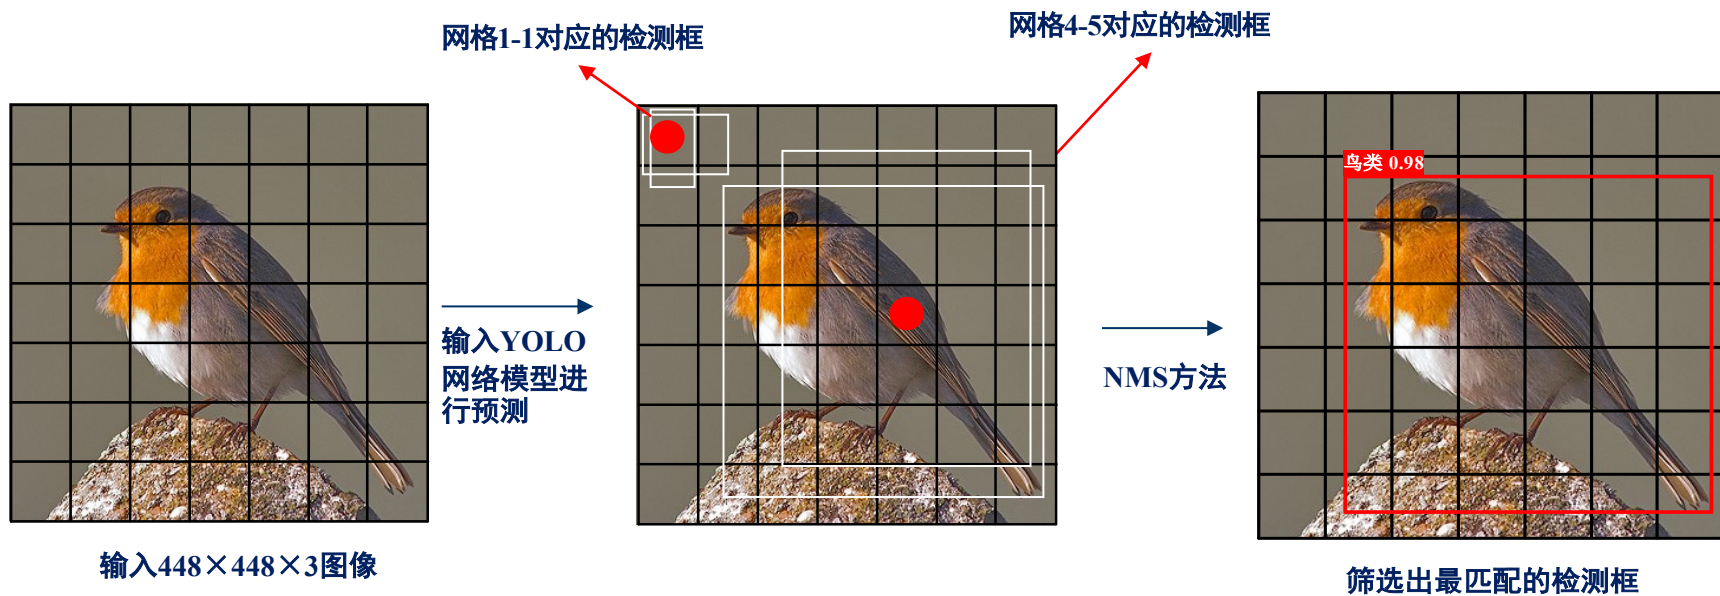 网格1-1对应的检测框
网格4-5对应的检测框
鸟类 0.98
输入YOLO
网络模型进
行预测
NMS方法
输入448×448×3图像
筛选出最匹配的检测框